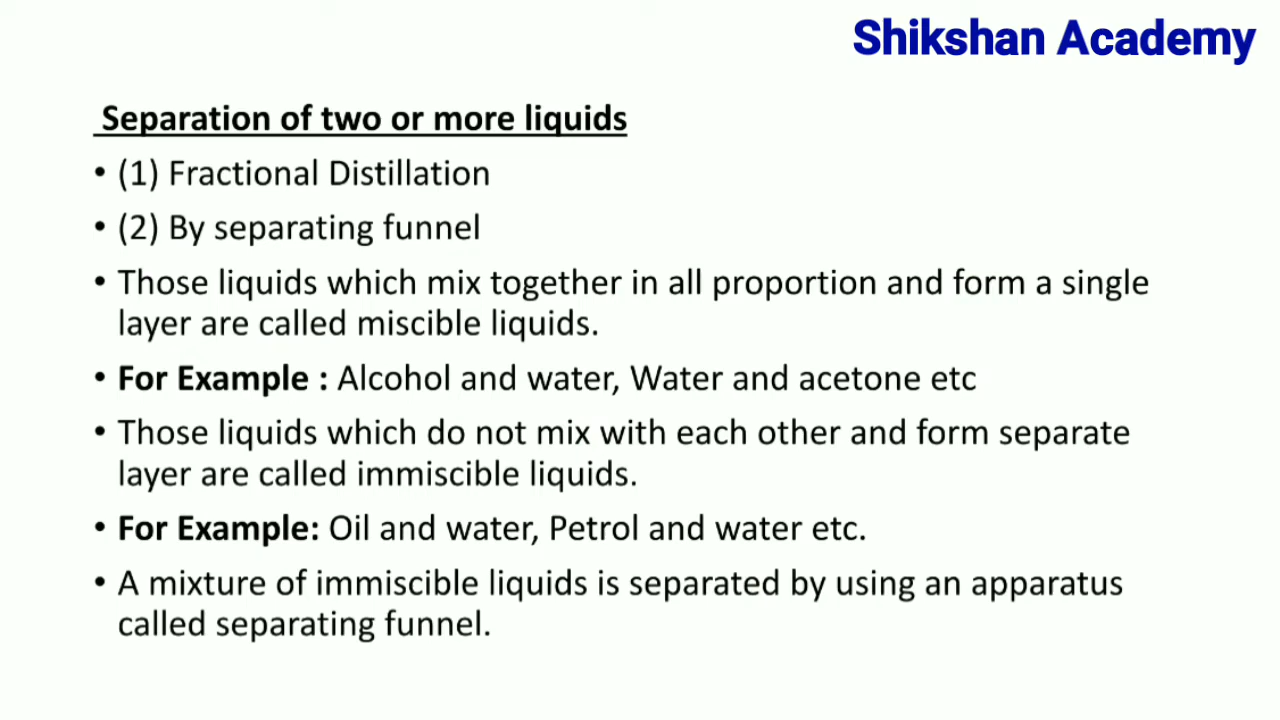 Shikshan Academy
Separation of two or more liquids
• (1) Fractional Distillation
• (2) By separating funnel
• Those liquids which mix together in all proportion and form a single
layer are called miscible liquids.
• For Example : Alcohol and water, Water and acetone etc
• Those liquids which do not mix with each other and form separate
layer are called immiscible liquids.
• For Example: Oil and water, Petrol and water etc.
• A mixture of immiscible liquids is separated by using an apparatus
called separating funnel.